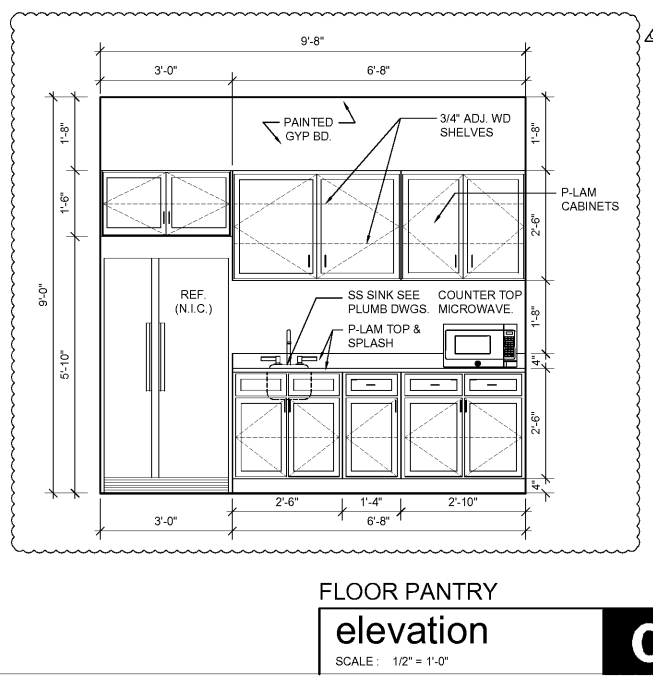 9'-8"
3'-0"
6'-8"
1'-8"
PAINTED
GYP BD.
3/4" ADJ. WD
SHELVES
1'-8"
1'-6"
P-LAM
CABINETS
2'-6"
9'-0"
REF.
(N.I.C.)
SS SINK SEE
PLUMB DWGS.
COUNTER TOP
MICROWAVE.
1'-8"
P-LAM TOP &
SPLASH
5'-10"
4"
2'-6"
4"
2'-6"
1'-4"
2'-10"
3'-0"
6'-8"
FLOOR PANTRY
elevation
SCALE : 1/2" = 1'-0"